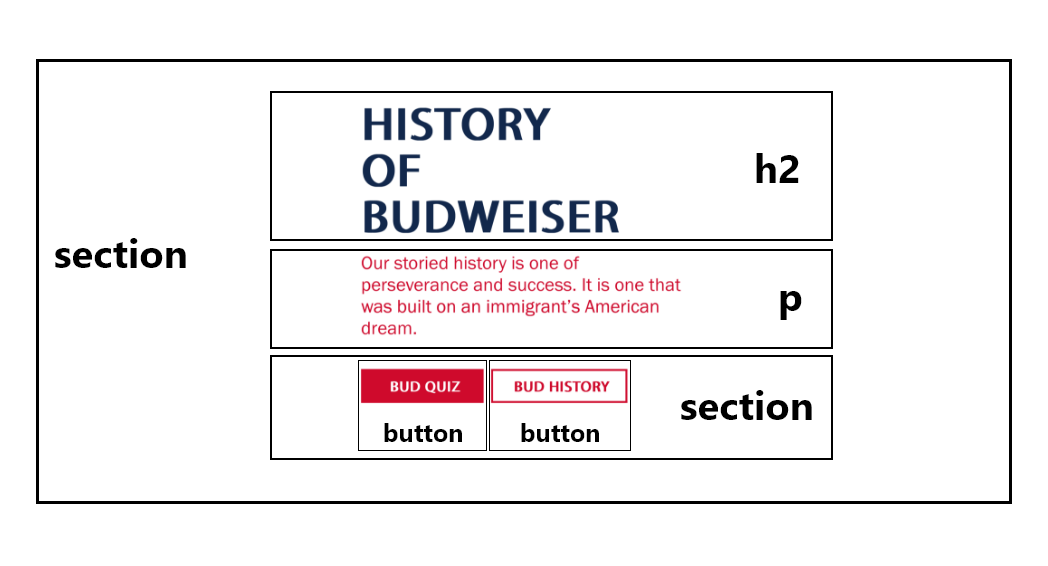 HISTORY
OF
BUDWEISER
h2
section
Our storied history is one of
perseverance and success. It is one that
was built on an immigrant’s American
dream.
p
BUD QUIZ
BUD HISTORY
button
button
section